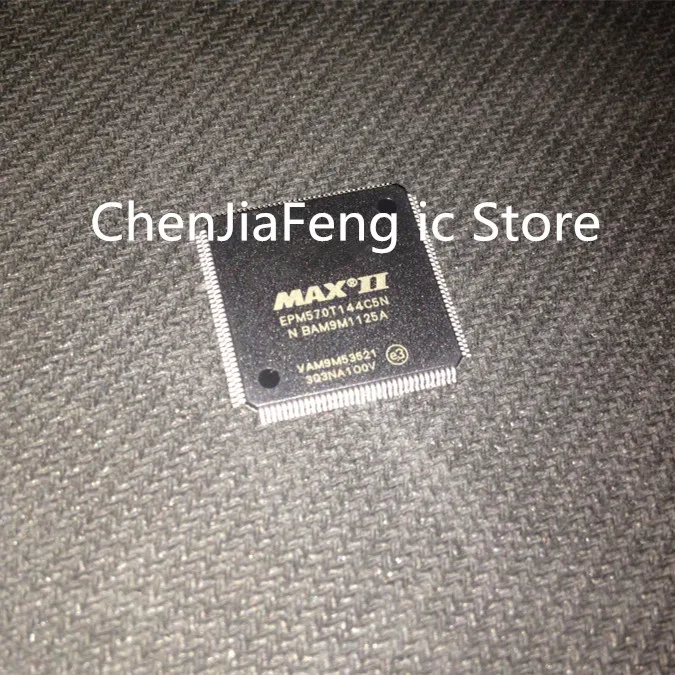 ChenJiaFeng ic Store
MAX®II
EPM570T144C5N
N BAM9M1125A
VAM9M53521
303NA100V
e3